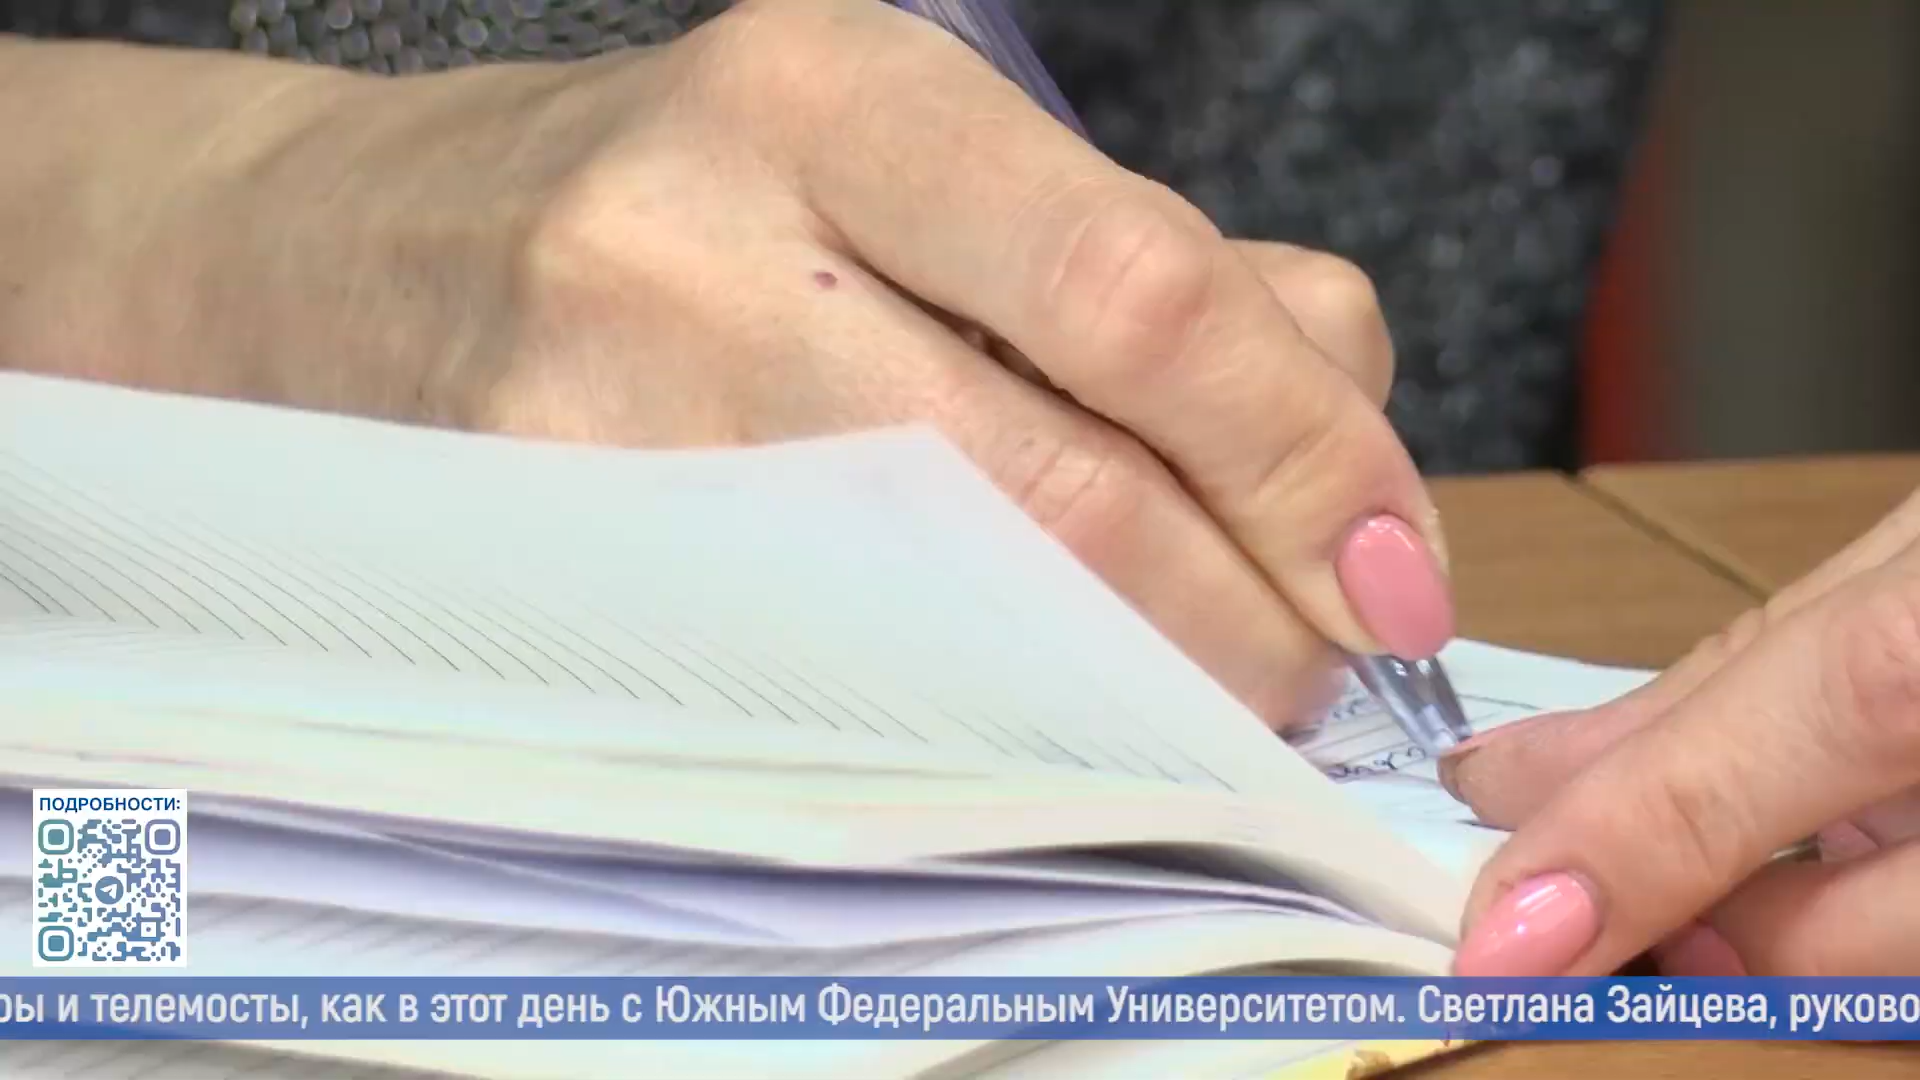 ПОДРОБНОСТИ:
ры и телемосты, как в этот день с Южным Федеральным Университетом. Светлана Зайцева, руково